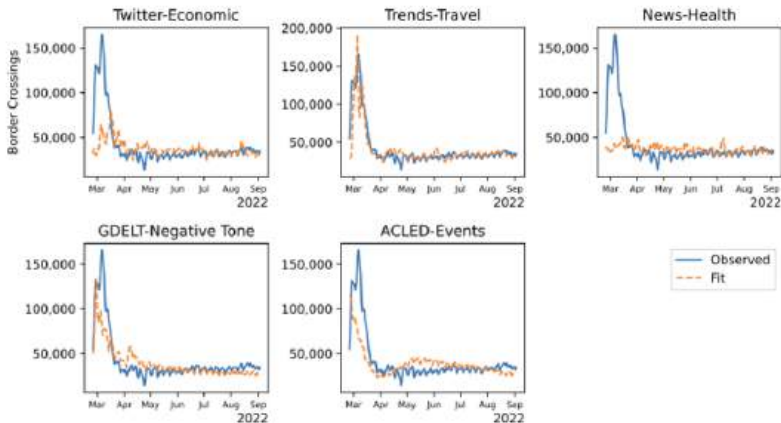 Twitter-Economic
Trends-Travel
News-Health
Border Crossings
150,000
100,000
50,000
Mar Apr May Jun Jul Aug Sep
2022
200,000
150,000
100,000
50,000
Mar Apr May Jun Jul Aug Sep
2022
150,000
100,000
50,000
Mar Apr May Jun Jul Aug Sep
2022
GDELT-Negative Tone
ACLED-Events
150,000
100,000
50,000
Mar Apr May Jun Jul Aug Sep
2022
150,000
100,000
50,000
Mar Apr May Jun Jul Aug Sep
2022
Observed
Fit